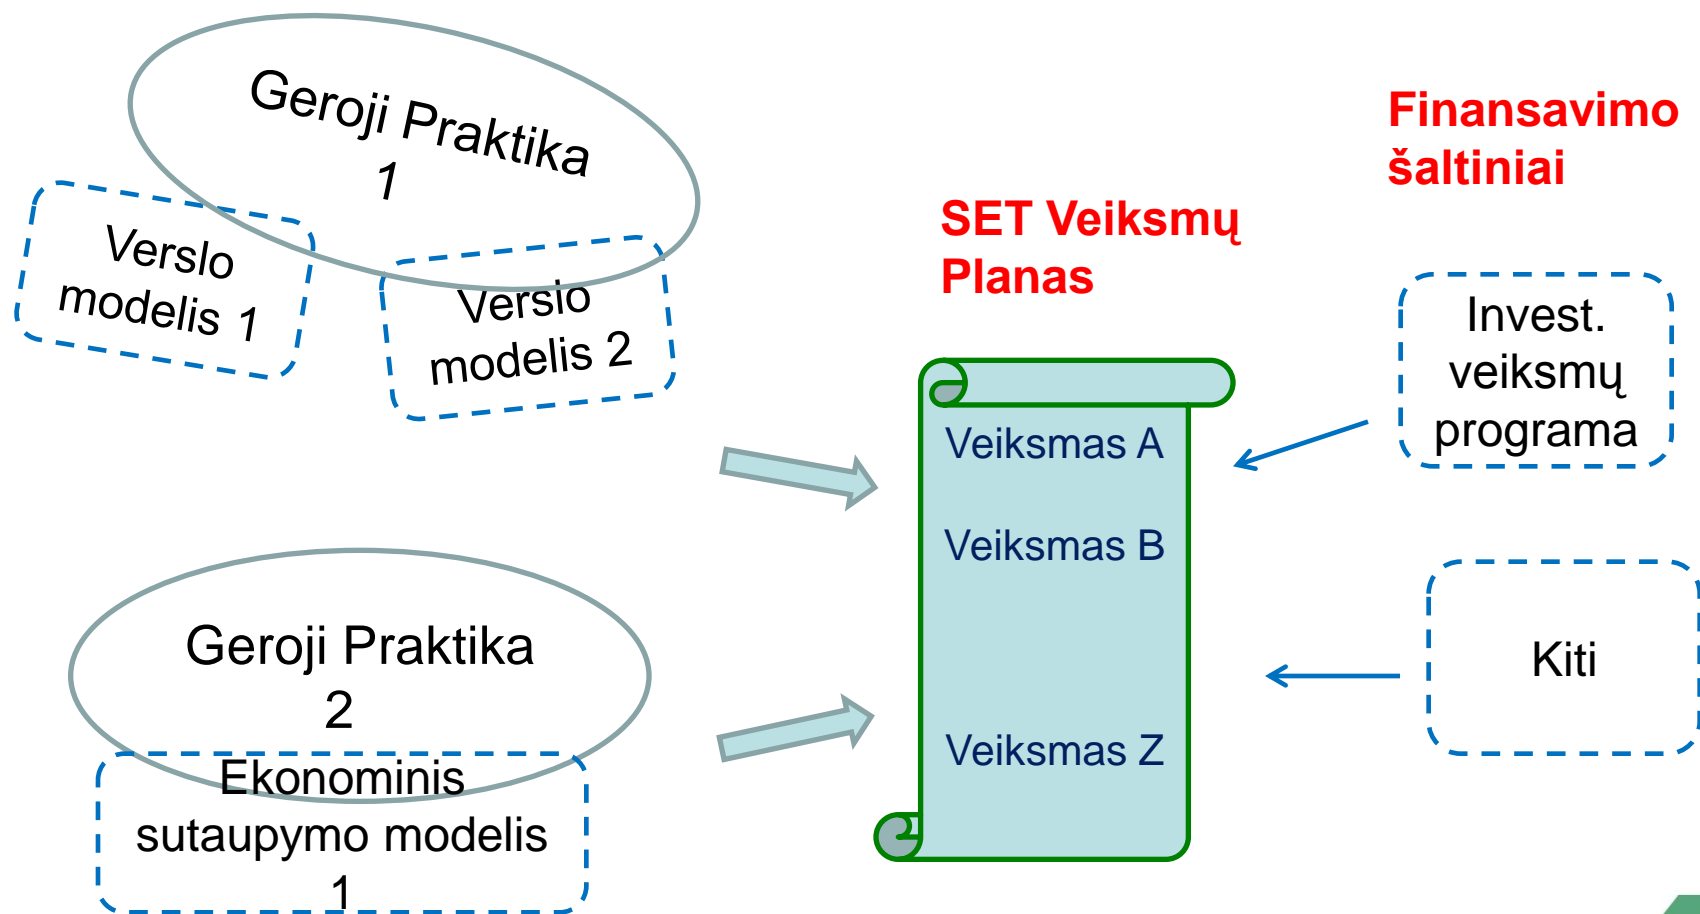 Geroji Praktika
1
Verslo
modelis 1
Verslo
modelis 2
Geroji Praktika
2
Ekonominis
sutaupymo modelis
1
SET Veiksmų
Planas
Veiksmas A
Veiksmas B
Veiksmas Z
Finansavimo
šaltiniai
Invest.
veiksmų
programa
Kiti